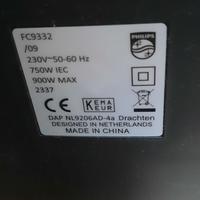 FC9332
/09
PHILIPS
230V~50-60 Hz
750W IEC
900W MAX
2337
CE
KEMA
KEUR
DAP NL9206AD-4a Drachten
DESIGNED IN NETHERLANDS
MADE IN CHINA